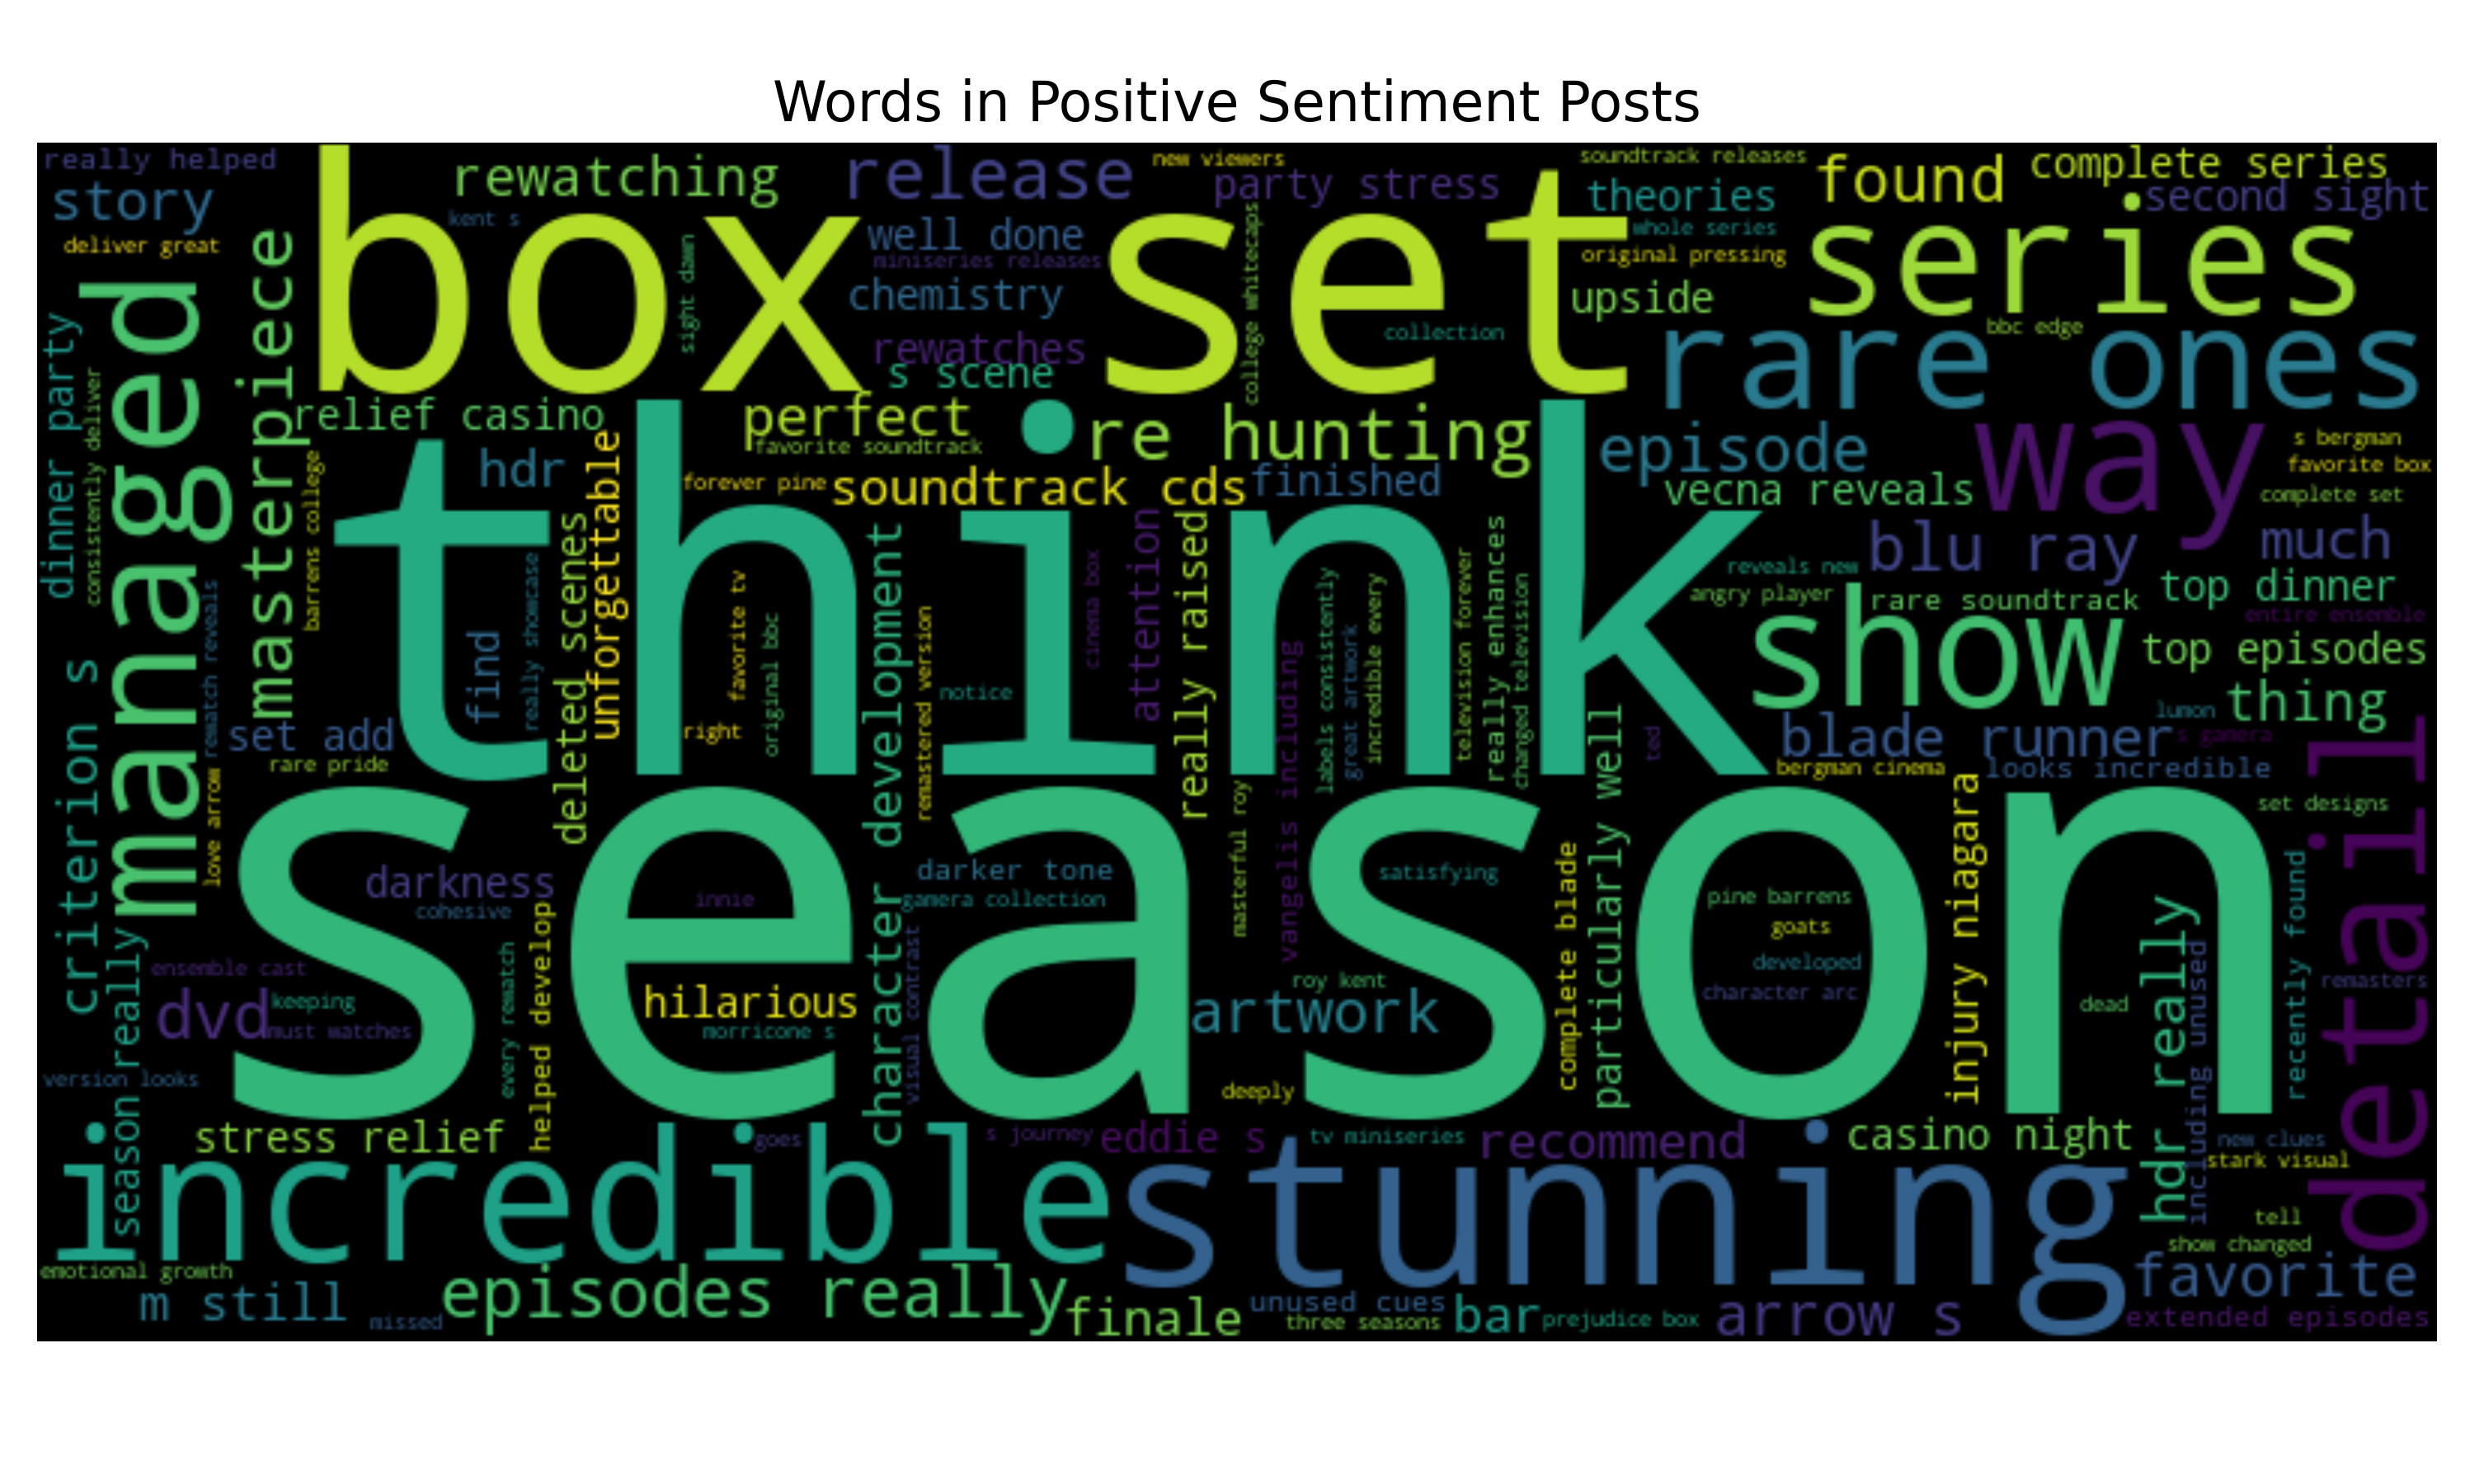 Words in Positive Sentiment Posts
really helped
rewatching
release
new viewers
party stress
soundtrack releases
theories
found
complete series
second sight
story
kent s
well done
miniseries releases
whole series
original pressing
deliver great
box set
series
chemistry
upside
sight dawn
college whitecaps
collection
bbc edge
rewatches
s scene
rare ones
dinner party
consistently deliver
managed
masterpiece
relief casino
perfect
favorite soundtrack
re hunting
episode
way
s bergman
favorite box
hdr
unforgettable
forever pine
soundtrack cds
finished
vecna reveals
complete set
barrens college
think
blu ray
much
reveals new
top dinner
angry player
rare soundtrack
entire ensemble
show
top episodes
really showcase
deleted scenes
find
favorite tv
original bbc
character development
remastered version
notice
cinema box
attention
really raised
vangelis including
labels consistently
great artwork
incredible every
television forever
really enhances
changed television
right
ted
lumon
thing
criterion s
rematch reveals
set add
rare pride
love arrow
blade runner
s gamera
bergman cinema
looks incredible
set designs
detail
season
masterful roy
particularly well
complete blade
injury niagara
darkness
cohesive
innie
darker tone
gamera collection
satisfying
pine barrens
goats
developed
character arc
dead
hdr really
including unused
recently found
remasters
season really
ensemble cast
dvd
keeping
must watches
every rematch
helped develop
hilarious
morricone s
visual contrast
roy kent
artwork
deeply
version looks
stress relief
goes
s journey
eddie s
tv miniseries
recommend
casino night
new clues
stark visual
incredible
stunning
tell
show changed
emotional growth
m still
missed
episodes really
finale
unused cues
three seasons
bar
prejudice box
arrow s
favorite
extended episodes